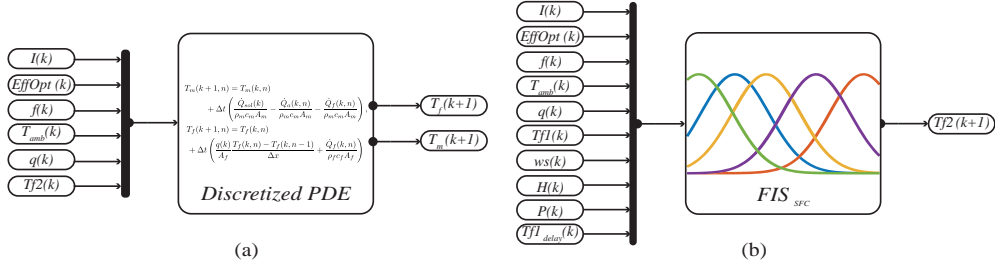 I(k)
EffOpt (k)
f(k)
T_amb(k)
q(k)
Tf2(k)
T_m(k+1,n) = T_m(k,n)
+ Δt ( Q̇_sol(k) / ρ_m c_m A_m − Q̇_a(k,n) / ρ_m c_m A_m − Q̇_f(k,n) / ρ_m c_m A_m ),
T_f(k+1,n) = T_f(k,n)
+ Δt ( q(k) / A_f T_f(k,n) − T_f(k,n−1) / Δx + Q̇_f(k,n) / ρ_f c_f A_f )
Discretized PDE
T_f(k+1)
T_m(k+1)
(a)
I(k)
EffOpt(k)
f(k)
T_amb(k)
q(k)
Tf1(k)
ws(k)
H(k)
P(k)
Tf1_delay(k)
FIS_SFC
Tf2(k+1)
(b)